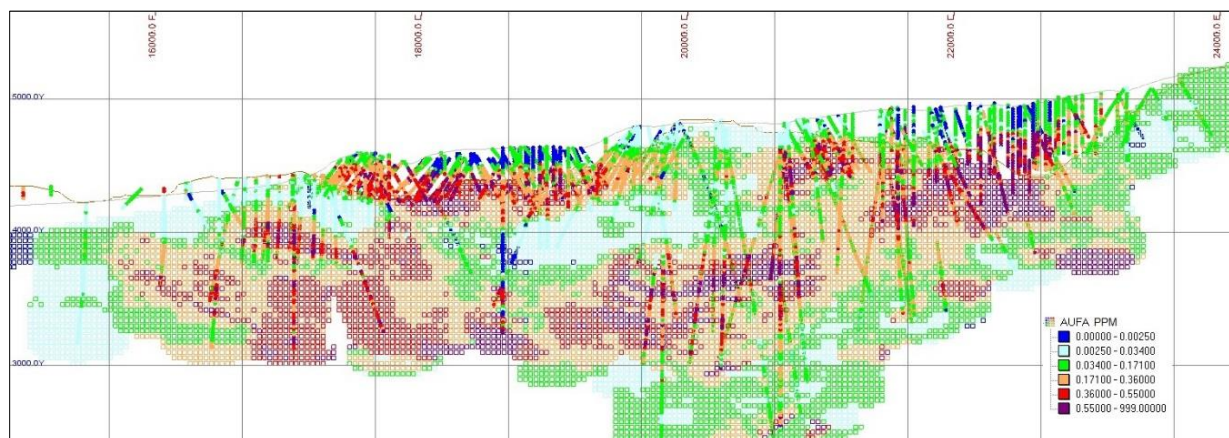 16000.0 E
18000.0 E
20000.0 E
22000.0 E
24000.0 E
5000.0Y
4000.0Y
3000.0Y
AUFA PPM
0.00000 - 0.00250
0.00250 - 0.03400
0.03400 - 0.17100
0.17100 - 0.36000
0.36000 - 0.55000
0.55000 - 999.00000